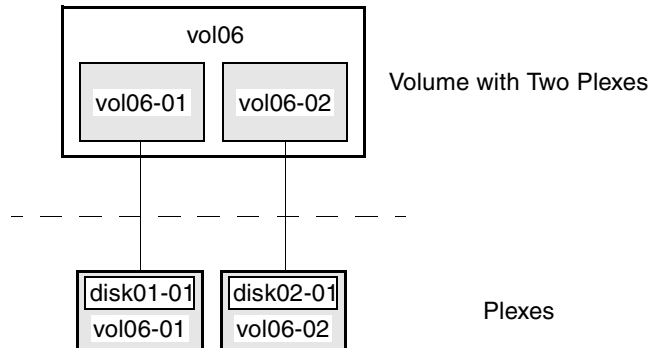 vol06
vol06-01 vol06-02
Volume with Two Plexes
disk01-01 disk02-01
vol06-01 vol06-02
Plexes